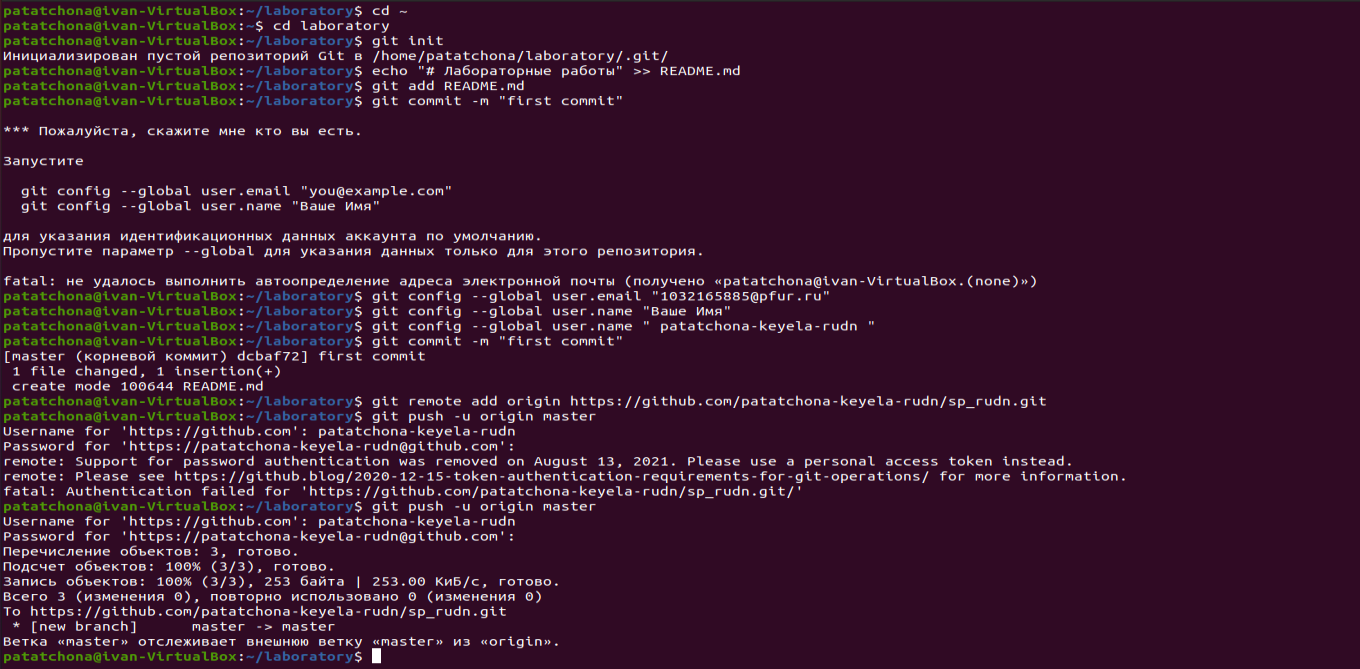 patatchona@ivan-VirtualBox:~/laboratory$ cd ~
patatchona@ivan-VirtualBox:~$ cd laboratory
patatchona@ivan-VirtualBox:~/laboratory$ git init
Инициализирован пустой репозиторий Git в /home/patatchona/laboratory/.git/
patatchona@ivan-VirtualBox:~/laboratory$ echo "# Лабораторные работы" >> README.md
patatchona@ivan-VirtualBox:~/laboratory$ git add README.md
patatchona@ivan-VirtualBox:~/laboratory$ git commit -m "first commit"
*** Пожалуйста, скажите мне кто вы есть.
Запустите
git config --global user.email "you@example.com"
git config --global user.name "Ваше Имя"
для указания идентификационных данных аккаунта по умолчанию.
Пропустите параметр --global для указания данных только для этого репозитория.
fatal: не удалось выполнить автоопределение адреса электронной почты (получено «patatchona@ivan-VirtualBox.(none)»)
patatchona@ivan-VirtualBox:~/laboratory$ git config --global user.email "1032165885@pfur.ru"
patatchona@ivan-VirtualBox:~/laboratory$ git config --global user.name "Ваше Имя"
patatchona@ivan-VirtualBox:~/laboratory$ git config --global user.name " patatchona-keyela-rudn "
patatchona@ivan-VirtualBox:~/laboratory$ git commit -m "first commit"
[master (корневой коммит) dcbaf72] first commit
1 file changed, 1 insertion(+)
create mode 100644 README.md
patatchona@ivan-VirtualBox:~/laboratory$ git remote add origin https://github.com/patatchona-keyela-rudn/sp_rudn.git
patatchona@ivan-VirtualBox:~/laboratory$ git push -u origin master
Username for 'https://github.com': patatchona-keyela-rudn
Password for 'https://patatchona-keyela-rudn@github.com':
remote: Support for password authentication was removed on August 13, 2021. Please use a personal access token instead.
remote: Please see https://github.blog/2020-12-15-token-authentication-requirements-for-git-operations/ for more information.
fatal: Authentication failed for 'https://github.com/patatchona-keyela-rudn/sp_rudn.git/'
patatchona@ivan-VirtualBox:~/laboratory$ git push -u origin master
Username for 'https://github.com': patatchona-keyela-rudn
Password for 'https://patatchona-keyela-rudn@github.com':
Перечисление объектов: 3, готово.
Подсчет объектов: 100% (3/3), готово.
Запись объектов: 100% (3/3), 253 байта | 253.00 КиБ/с, готово.
Всего 3 (изменения 0), повторно использовано 0 (изменения 0)
To https://github.com/patatchona-keyela-rudn/sp_rudn.git
* [new branch]      master -> master
Ветка «master» отслеживает внешнюю ветку «master» из «origin».
patatchona@ivan-VirtualBox:~/laboratory$